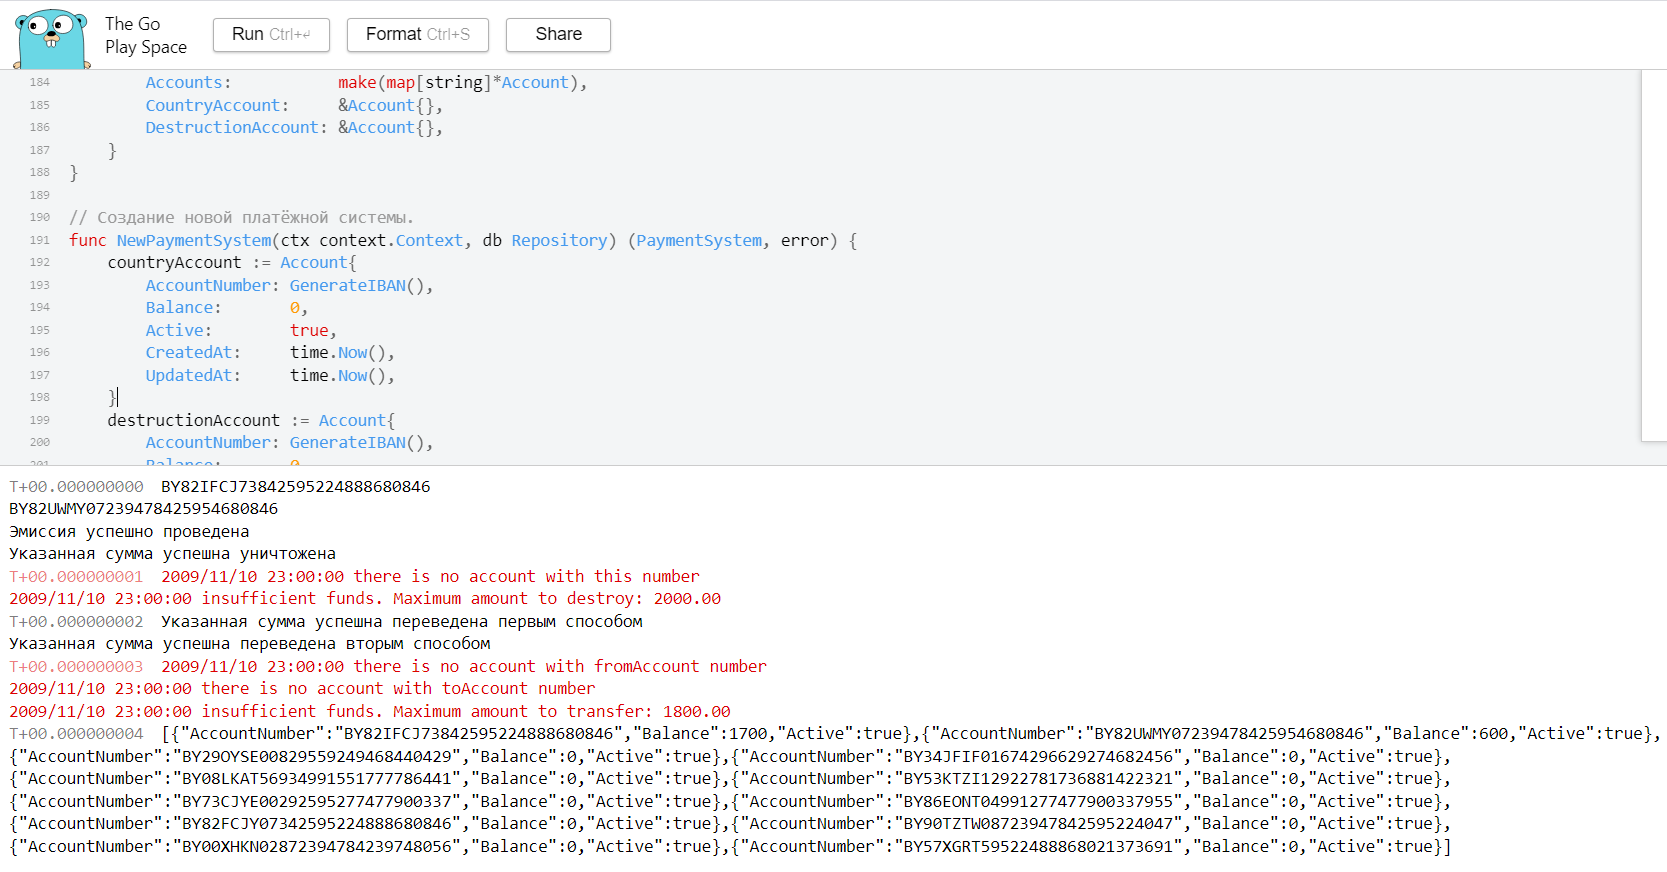 The Go
Play Space
Run Ctrl+↵
Format Ctrl+S
Share
184 Accounts: make(map[string]*Account),
185 CountryAccount: &Account{},
186 DestructionAccount: &Account{},
187 }
188 }
189
190 // Создание новой платёжной системы.
191 func NewPaymentSystem(ctx context.Context, db Repository) (PaymentSystem, error) {
192 countryAccount := Account{
193 AccountNumber: GenerateIBAN(),
194 Balance: 0,
195 Active: true,
196 CreatedAt: time.Now(),
197 UpdatedAt: time.Now(),
198 }
199 destructionAccount := Account{
200 AccountNumber: GenerateIBAN(),
201 Balance: 0
T+00.000000000 BY82IFCJ73842595224888680846
BY82UWMY07239478425954680846
Эмиссия успешно проведена
Указанная сумма успешна уничтожена
T+00.000000001 2009/11/10 23:00:00 there is no account with this number
2009/11/10 23:00:00 insufficient funds. Maximum amount to destroy: 2000.00
T+00.000000002 Указанная сумма успешна переведена первым способом
Указанная сумма успешна переведена вторым способом
T+00.000000003 2009/11/10 23:00:00 there is no account with fromAccount number
2009/11/10 23:00:00 there is no account with toAccount number
2009/11/10 23:00:00 insufficient funds. Maximum amount to transfer: 1800.00
T+00.000000004 [{"AccountNumber":"BY82IFCJ73842595224888680846","Balance":1700,"Active":true},{"AccountNumber":"BY82UWMY07239478425954680846","Balance":600,"Active":true},
{"AccountNumber":"BY29OYSE00829559249468440429","Balance":0,"Active":true},{"AccountNumber":"BY34JFIF01674296629274682456","Balance":0,"Active":true},
{"AccountNumber":"BY08LKAT56934991551777786441","Balance":0,"Active":true},{"AccountNumber":"BY53KTZI12922781736881422321","Balance":0,"Active":true},
{"AccountNumber":"BY73CJYE00292595277477900337","Balance":0,"Active":true},{"AccountNumber":"BY86EONT04991277477900337955","Balance":0,"Active":true},
{"AccountNumber":"BY82FCJY07342595224888680846","Balance":0,"Active":true},{"AccountNumber":"BY90TZTW08723947842595224047","Balance":0,"Active":true},
{"AccountNumber":"BY00XHKN02872394784239748056","Balance":0,"Active":true},{"AccountNumber":"BY57XGRT59522488868021373691","Balance":0,"Active":true}]